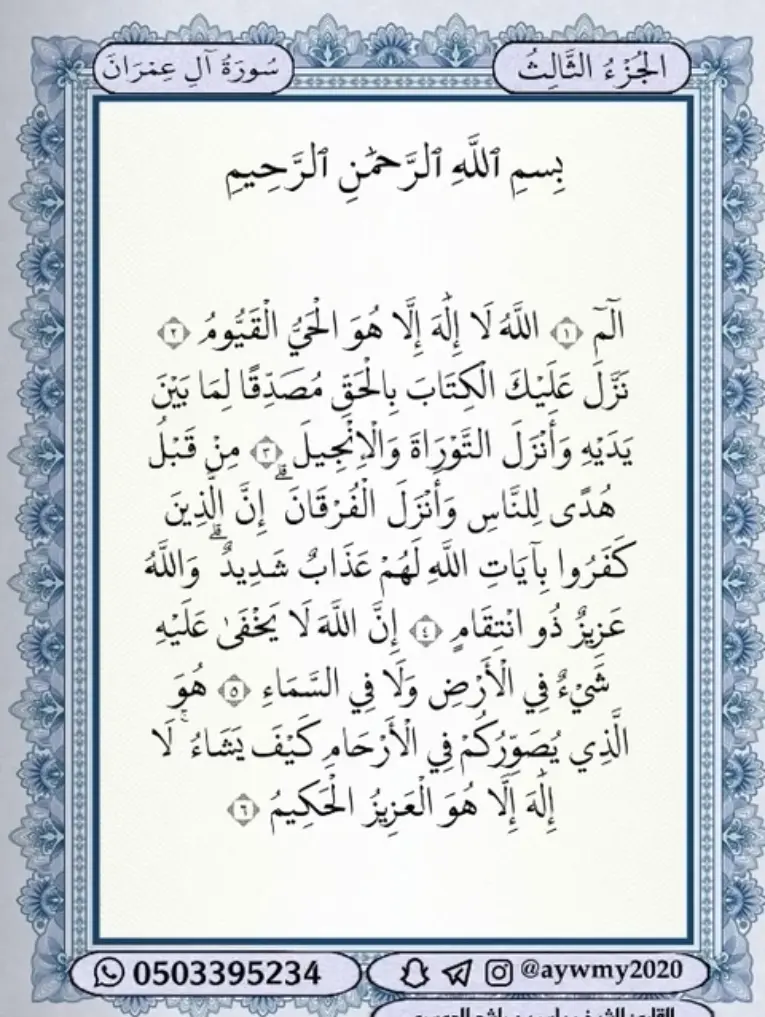 الجُزْءُ الثَّالِثُ
سُورَةُ آلِ عِمْرَانَ
بِسمِ ٱللَّهِ ٱلرَّحمَٰنِ ٱلرَّحِيمِ
الٓمٓ ۝١ اللَّهُ لَا إِلَٰهَ إِلَّا هُوَ الْحَيُّ الْقَيُّومُ ۝٢
نَزَّلَ عَلَيْكَ الْكِتَابَ بِالْحَقِّ مُصَدِّقًا لِمَا بَيْنَ
يَدَيْهِ وَأَنْزَلَ التَّوْرَاةَ وَالْإِنْجِيلَ ۝٣ مِنْ قَبْلُ
هُدًى لِلنَّاسِ وَأَنْزَلَ الْفُرْقَانَ ۗ إِنَّ الَّذِينَ
كَفَرُوا بِآيَاتِ اللَّهِ لَهُمْ عَذَابٌ شَدِيدٌ ۗ وَاللَّهُ
عَزِيزٌ ذُو انْتِقَامٍ ۝٤ إِنَّ اللَّهَ لَا يَخْفَىٰ عَلَيْهِ
شَيْءٌ فِي الْأَرْضِ وَلَا فِي السَّمَاءِ ۝٥ هُوَ
الَّذِي يُصَوِّرُكُمْ فِي الْأَرْحَامِ كَيْفَ يَشَاءُ ۚ لَا
إِلَٰهَ إِلَّا هُوَ الْعَزِيزُ الْحَكِيمُ ۝٦
0503395234
@aywmy2020